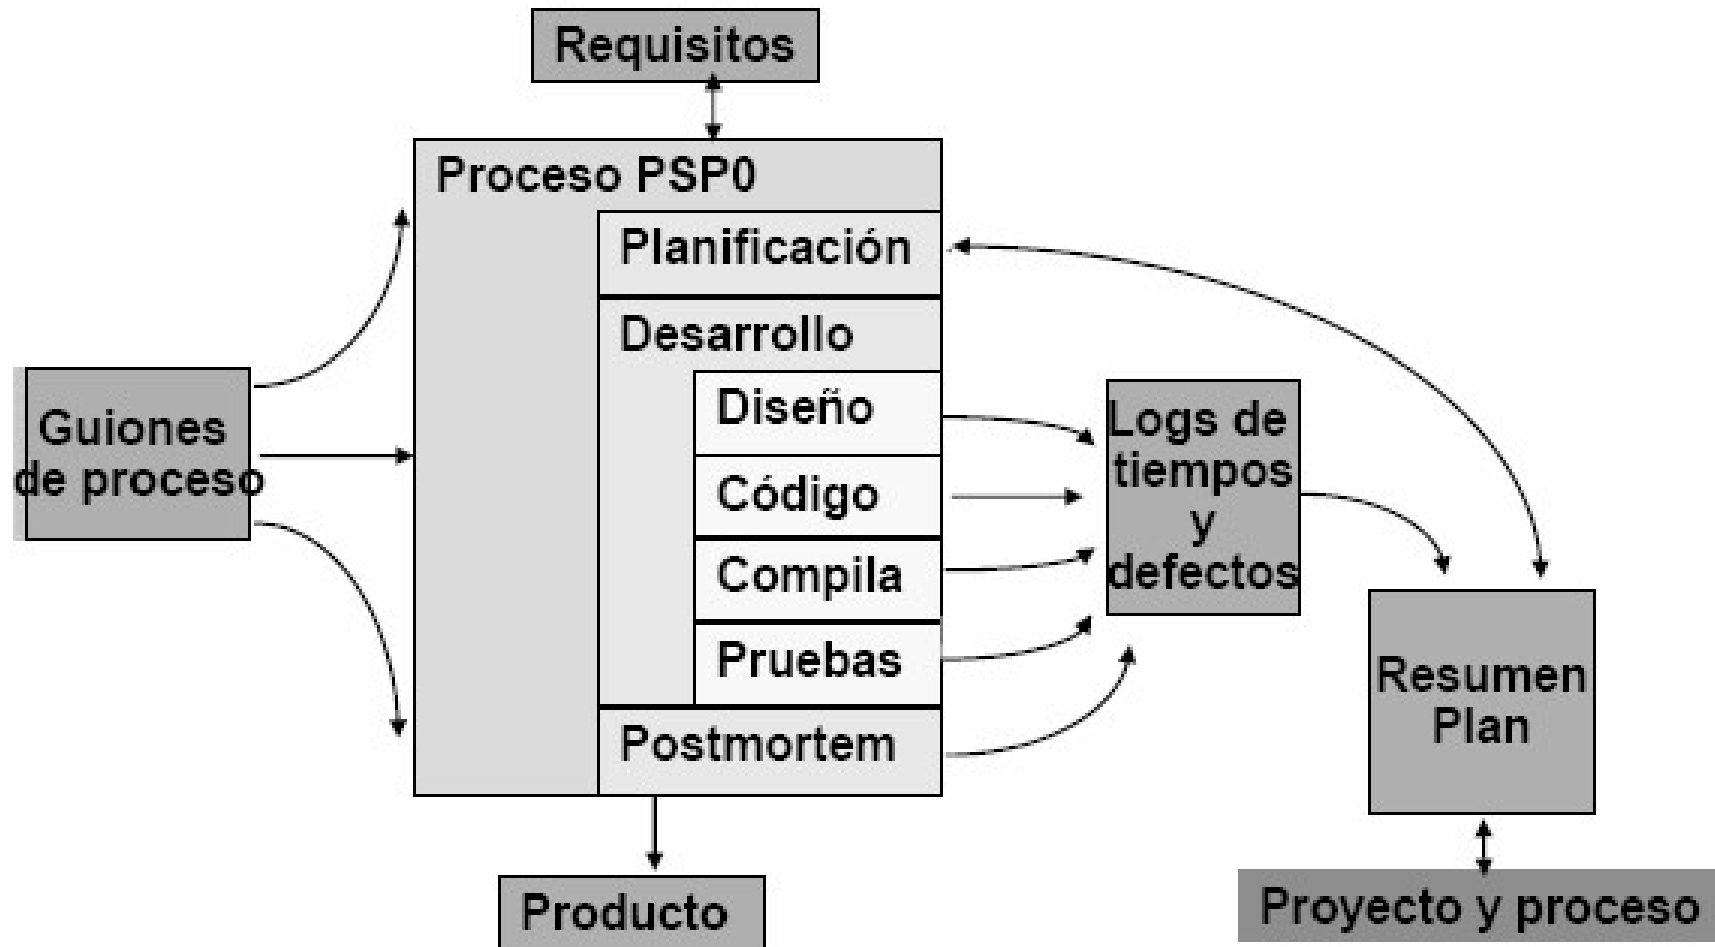 Requisitos
Proceso PSP0
Planificación
Desarrollo
Diseño
Código
Compila
Pruebas
Postmortem
Guiones
de proceso
Logs de
tiempos
y
defectos
Resumen
Plan
Producto
Proyecto y proceso